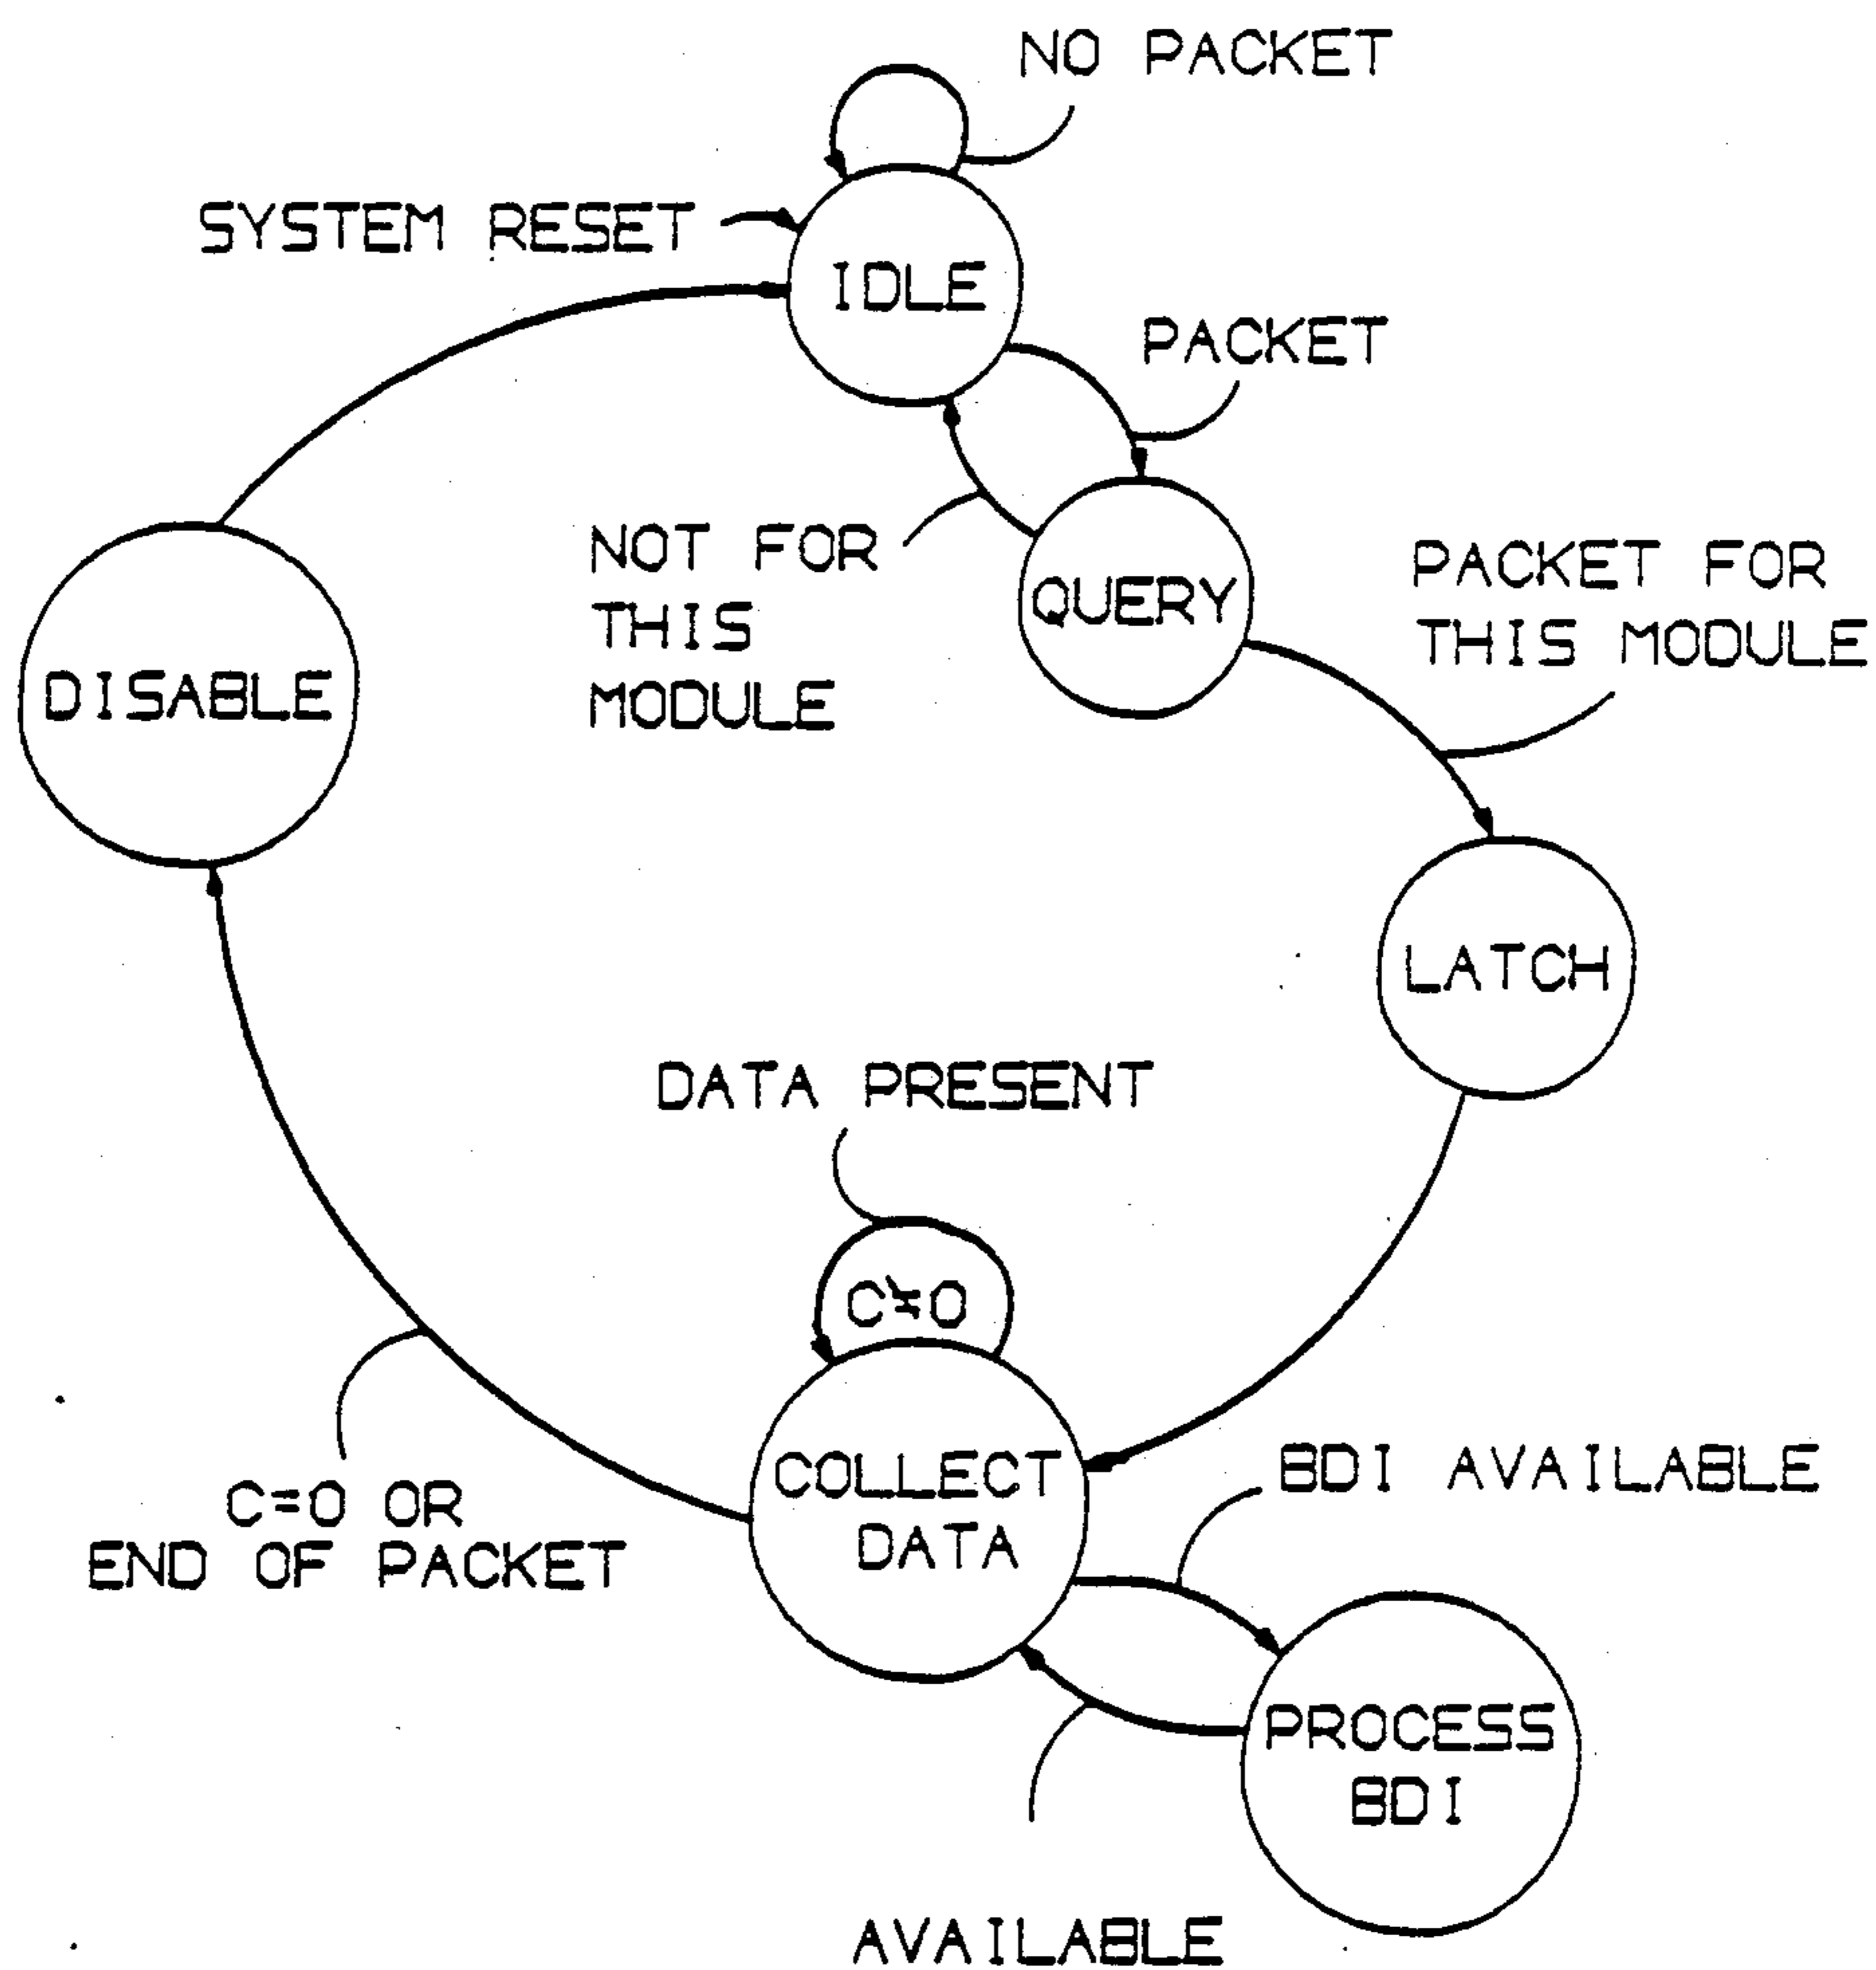 NO PACKET
SYSTEM RESET
IDLE
PACKET
NOT FOR
THIS
MODULE
QUERY
PACKET FOR
THIS MODULE
DISABLE
LATCH
DATA PRESENT
C≠0
COLLECT
DATA
BDI AVAILABLE
C=0 OR
END OF PACKET
PROCESS
BDI
AVAILABLE